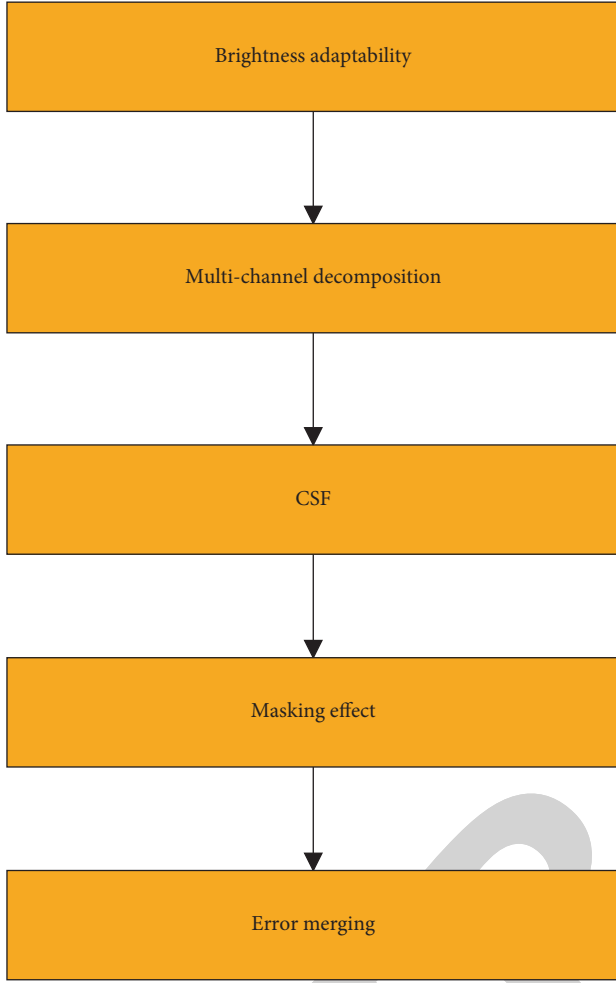 Brightness adaptability
Multi-channel decomposition
CSF
Masking effect
Error merging